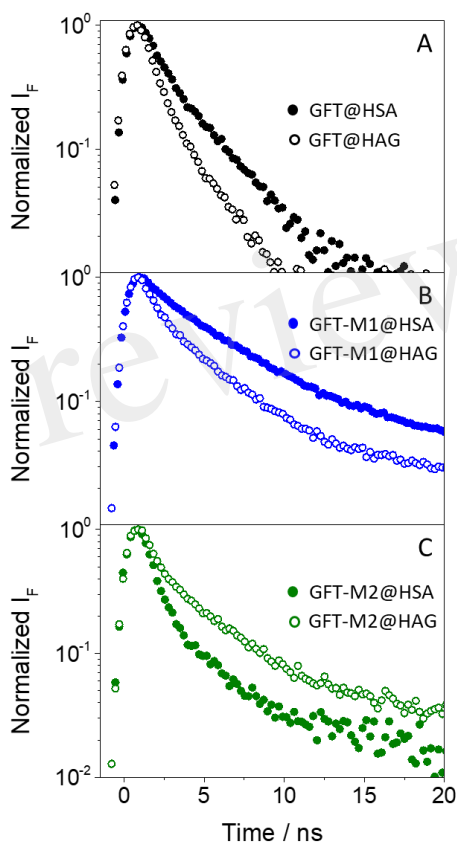 10^0
A
GFT@HSA
GFT@HAG
10^-1
Normalized I_F
10^0
B
GFT-M1@HSA
GFT-M1@HAG
10^-1
Normalized I_F
review
10^0
C
GFT-M2@HSA
GFT-M2@HAG
10^-1
Normalized I_F
10^-2
0 5 10 15 20
Time / ns